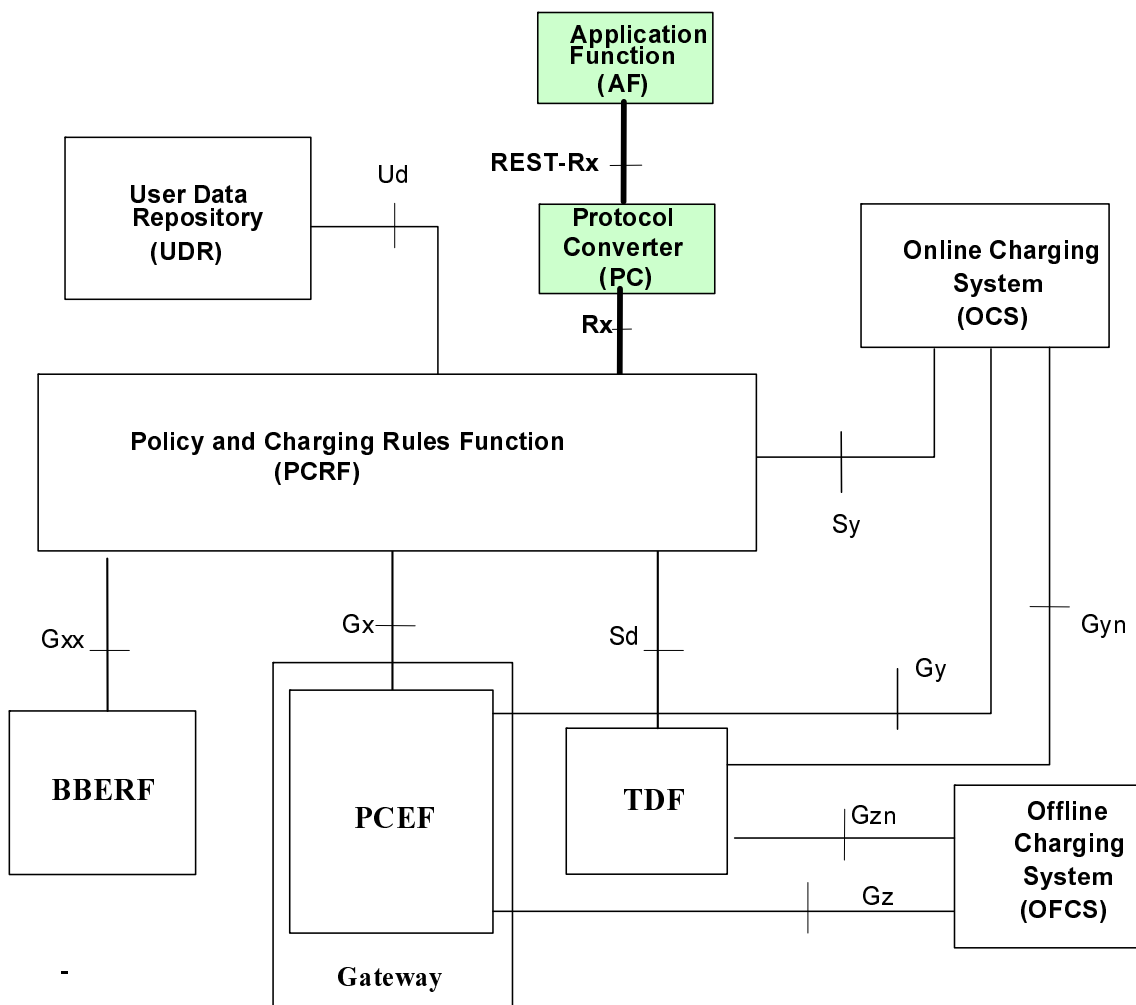 Application
Function
(AF)
REST-Rx
User Data
Repository
(UDR)
Ud
Protocol
Converter
(PC)
Online Charging
System
(OCS)
Rx
Policy and Charging Rules Function
(PCRF)
Sy
Gxx
Gx
Sd
Gyn
Gy
BBERF
PCEF
TDF
Gzn
Offline
Charging
System
(OFCS)
Gz
Gateway
-